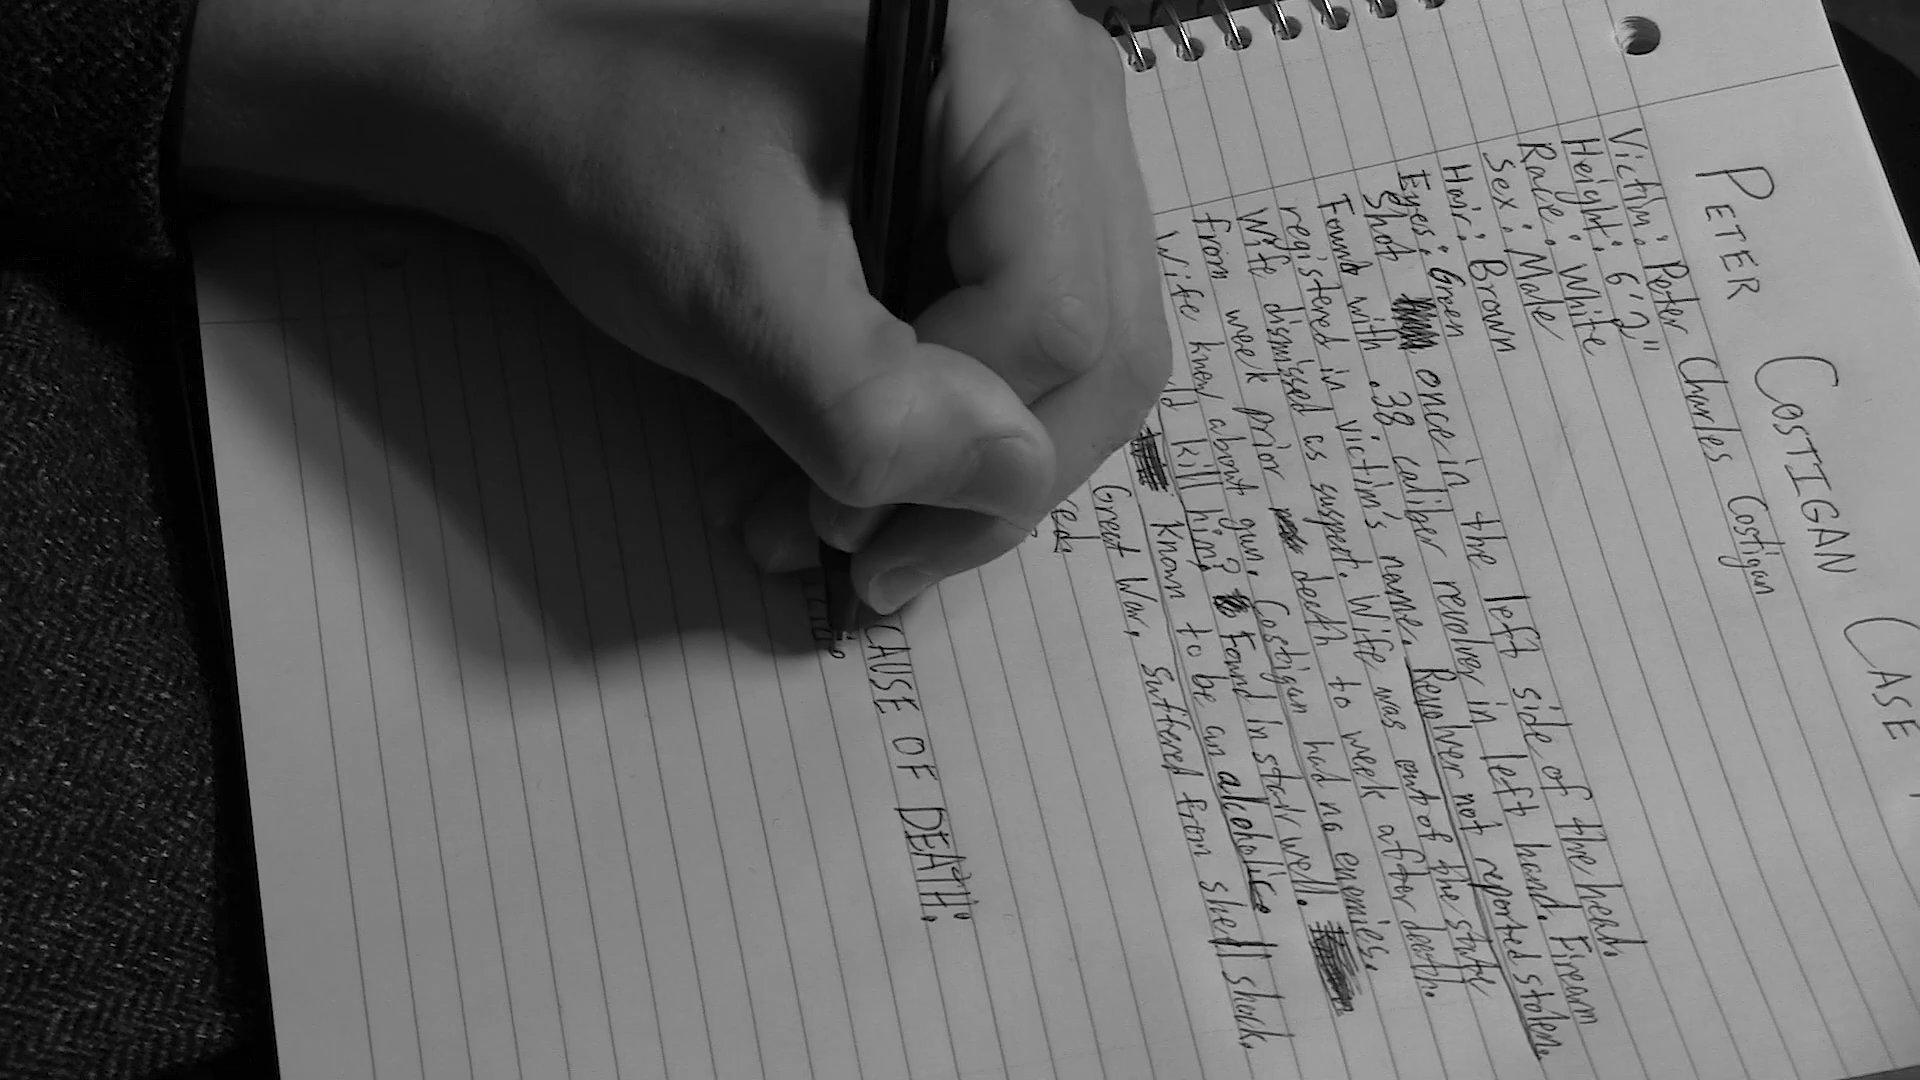 PETER COSTIGAN CASE
Victim: Peter Charles Costigan
Height: 6'2"
Race: White
Sex: Male
Hair: Brown
Eyes: Green
Shot once in the left side of the head.
Found with .38 caliber revolver in left hand. Firearm
registered in victim's name. Revolver not reported stolen.
Wife dismissed as suspect. Wife was out of the state
from week prior death to week after death.
Wife knew about gun. Costigan had no enemies.
kill him? Found in stairwell.
Known to be an alcoholic
Great War, suffered from shell shock.
CAUSE OF DEATH: